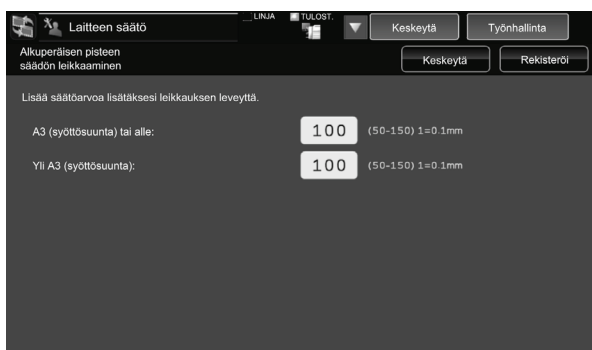 Laitteen säätö
LINJA
TULOST.
Keskeytä
Työnhallinta
Alkuperäisen pisteen
säädön leikkaaminen
Keskeytä
Rekisteröi
Lisää säätöarvoa lisätäksesi leikkauksen leveyttä.
A3 (syöttösuunta) tai alle:
100
(50-150) 1=0.1mm
Yli A3 (syöttösuunta):
100
(50-150) 1=0.1mm